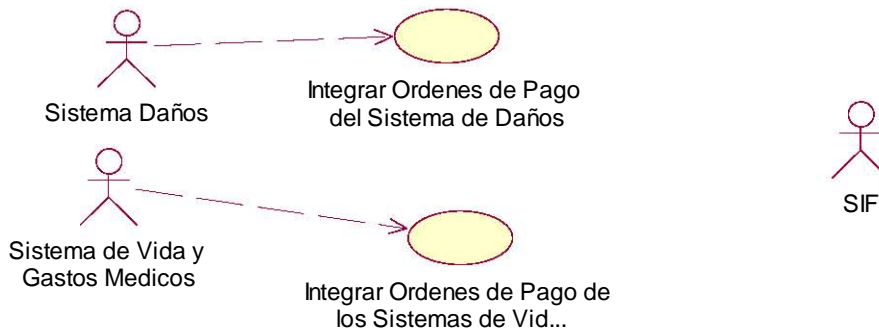 Sistema Daños
Integrar Ordenes de Pago
del Sistema de Daños
SIF
Sistema de Vida y
Gastos Medicos
Integrar Ordenes de Pago de
los Sistemas de Vid...